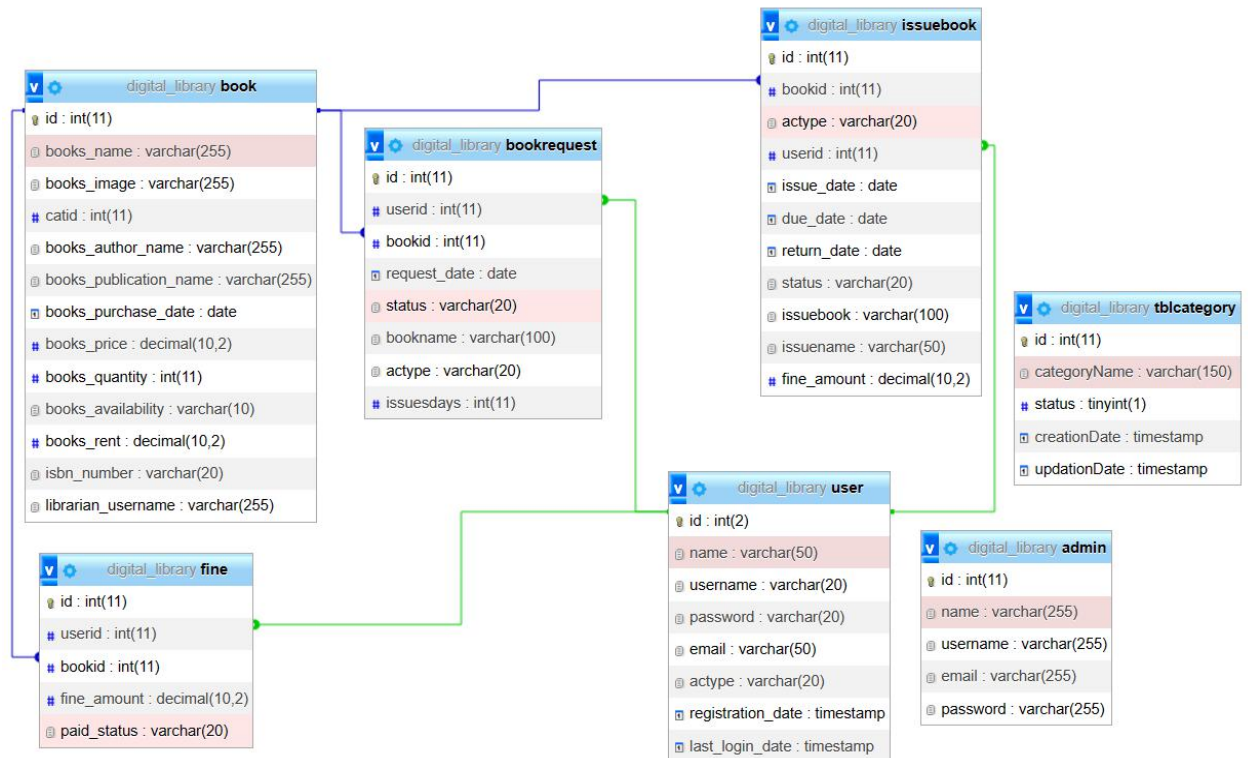 digital_library book
id : int(11)
books_name : varchar(255)
books_image : varchar(255)
catid : int(11)
books_author_name : varchar(255)
books_publication_name : varchar(255)
books_purchase_date : date
books_price : decimal(10,2)
books_quantity : int(11)
books_availability : varchar(10)
books_rent : decimal(10,2)
isbn_number : varchar(20)
librarian_username : varchar(255)
digital_library bookrequest
id : int(11)
userid : int(11)
bookid : int(11)
request_date : date
status : varchar(20)
bookname : varchar(100)
actype : varchar(20)
issuesdays : int(11)
digital_library issuebook
id : int(11)
bookid : int(11)
actype : varchar(20)
userid : int(11)
issue_date : date
due_date : date
return_date : date
status : varchar(20)
issuebook : varchar(100)
issuename : varchar(50)
fine_amount : decimal(10,2)
digital_library tblcategory
id : int(11)
categoryName : varchar(150)
status : tinyint(1)
creationDate : timestamp
updationDate : timestamp
digital_library fine
id : int(11)
userid : int(11)
bookid : int(11)
fine_amount : decimal(10,2)
paid_status : varchar(20)
digital_library user
id : int(2)
name : varchar(50)
username : varchar(20)
password : varchar(20)
email : varchar(50)
actype : varchar(20)
registration_date : timestamp
last_login_date : timestamp
digital_library admin
id : int(11)
name : varchar(255)
username : varchar(255)
email : varchar(255)
password : varchar(255)